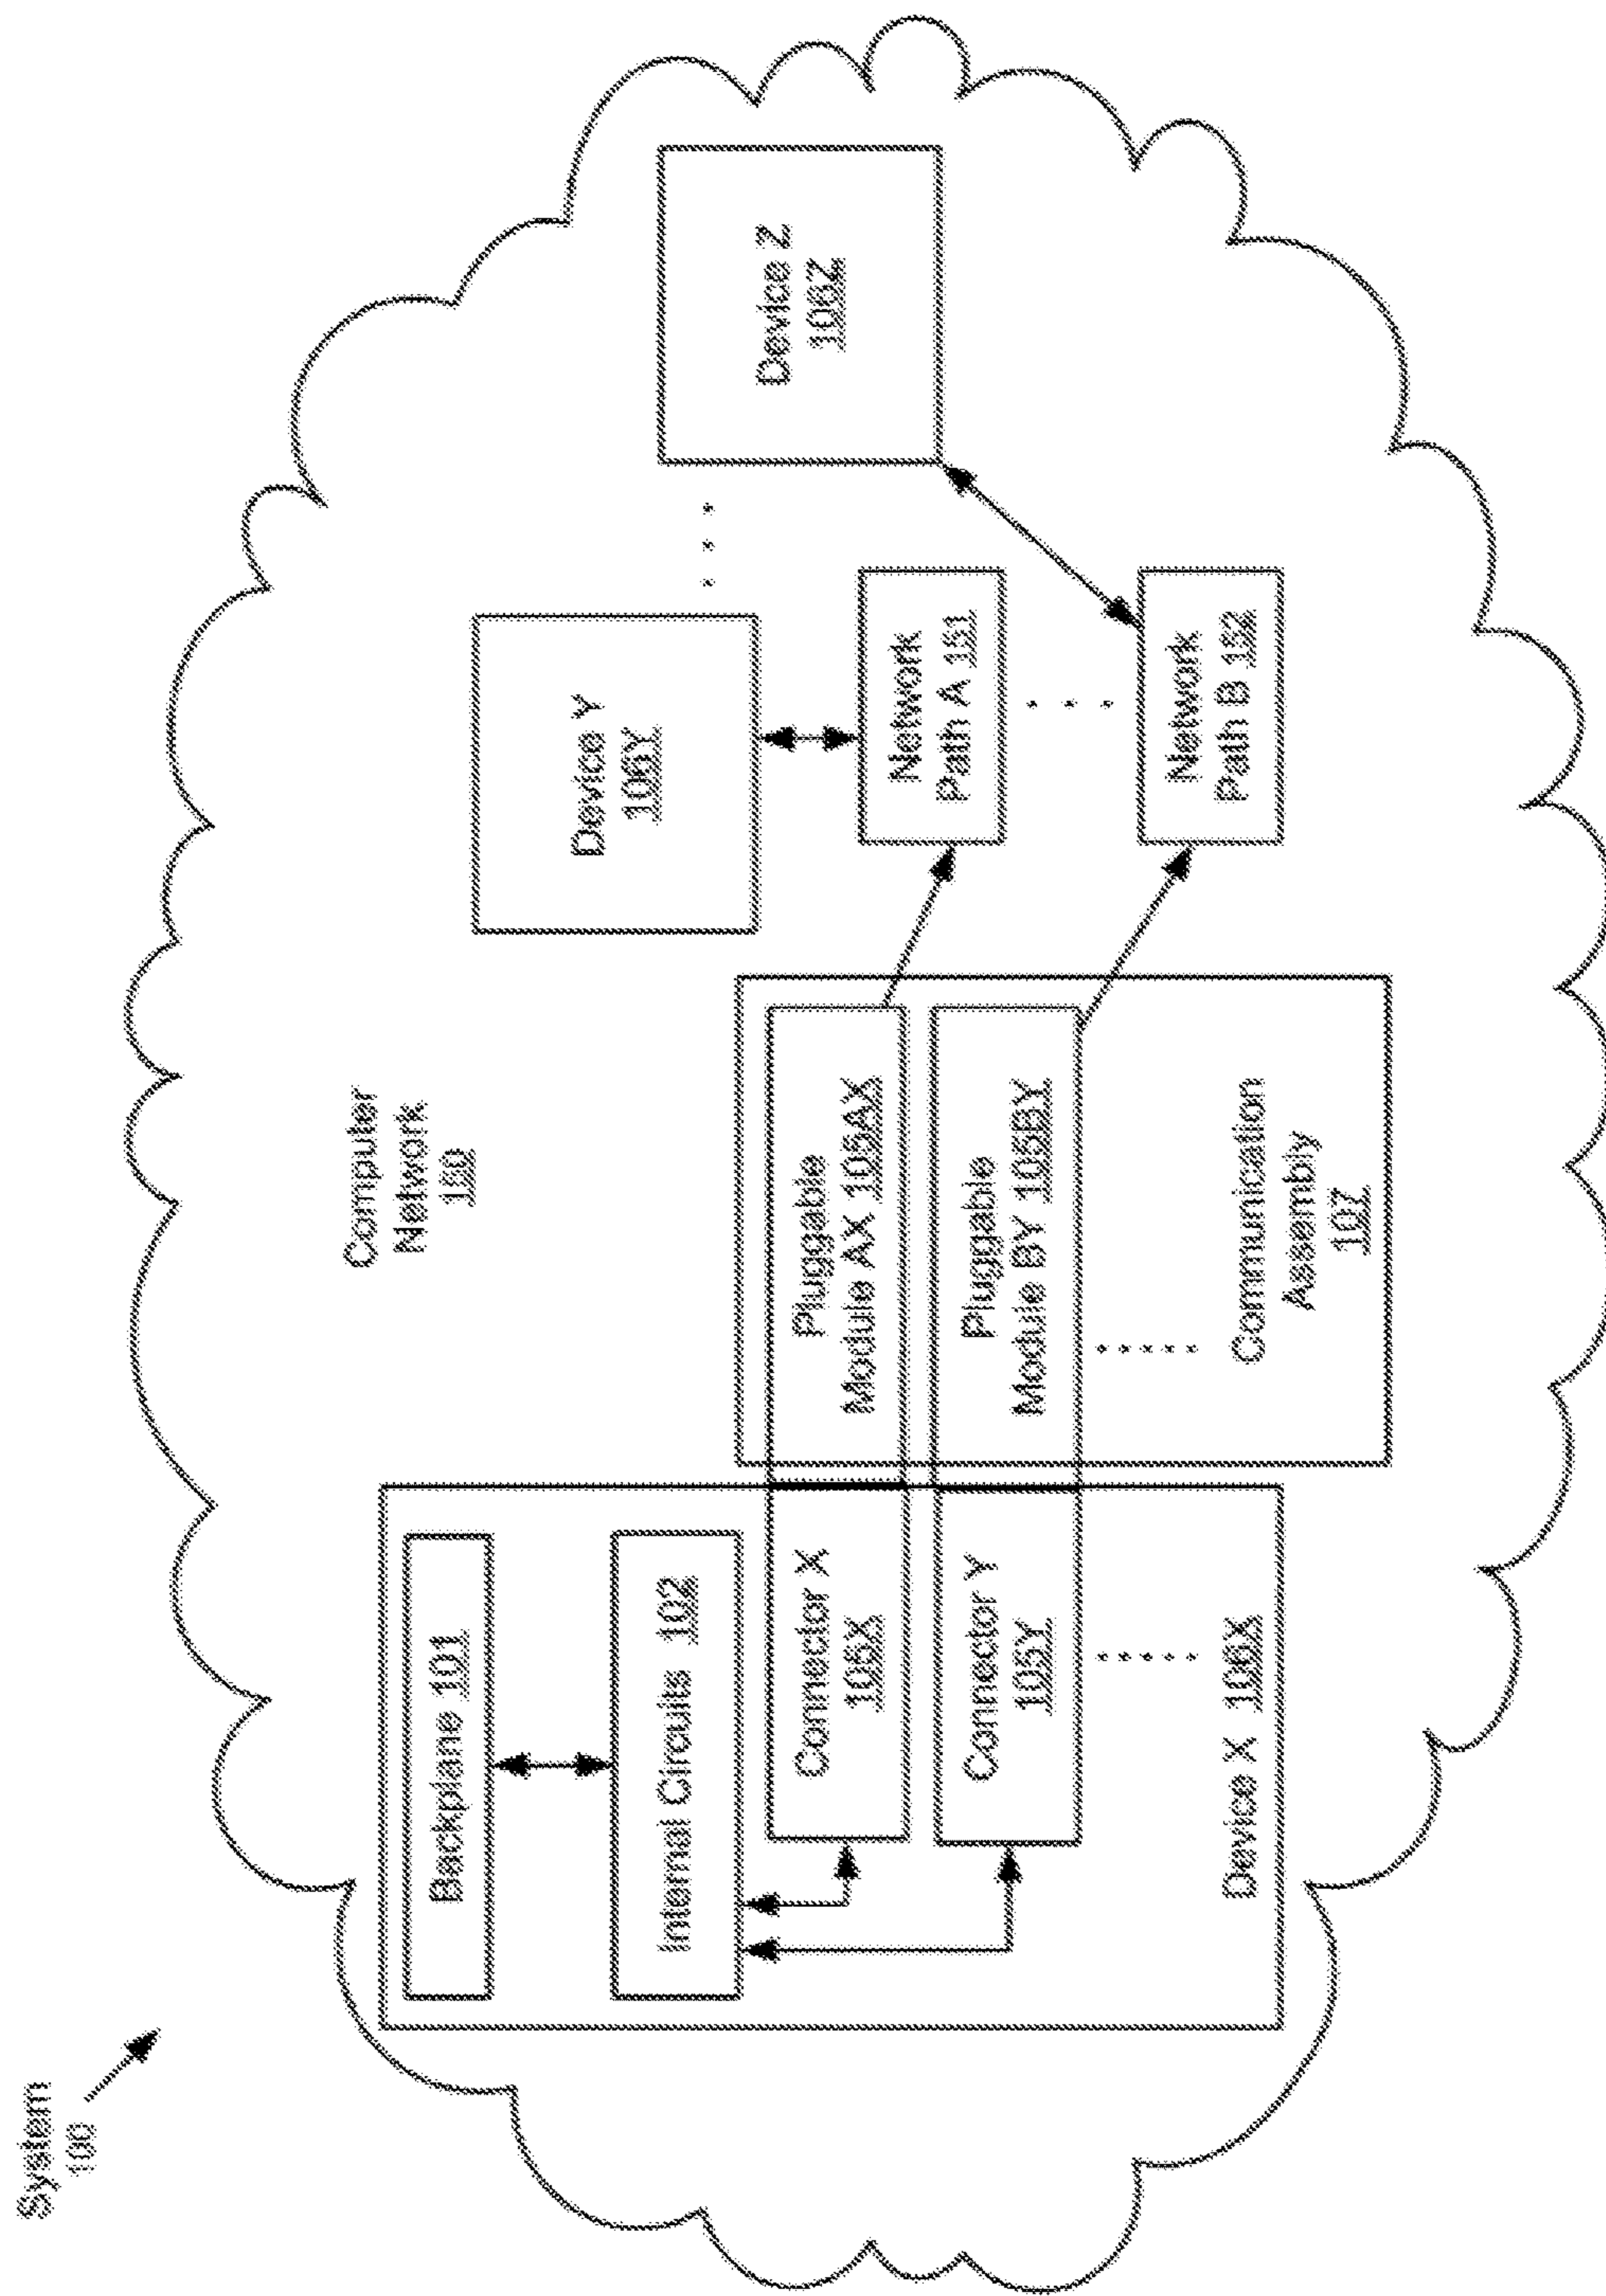 System
100
Computer
Network
150
Backplane 101
Internal Circuits 102
Connector X
105X
Connector Y
105Y
Device X 106X
Pluggable
Module AX 105AX
Pluggable
Module BY 105BY
Communication
Assembly
107
Device Y
106Y
Network
Path A 151
Network
Path B 152
Device Z
106Z